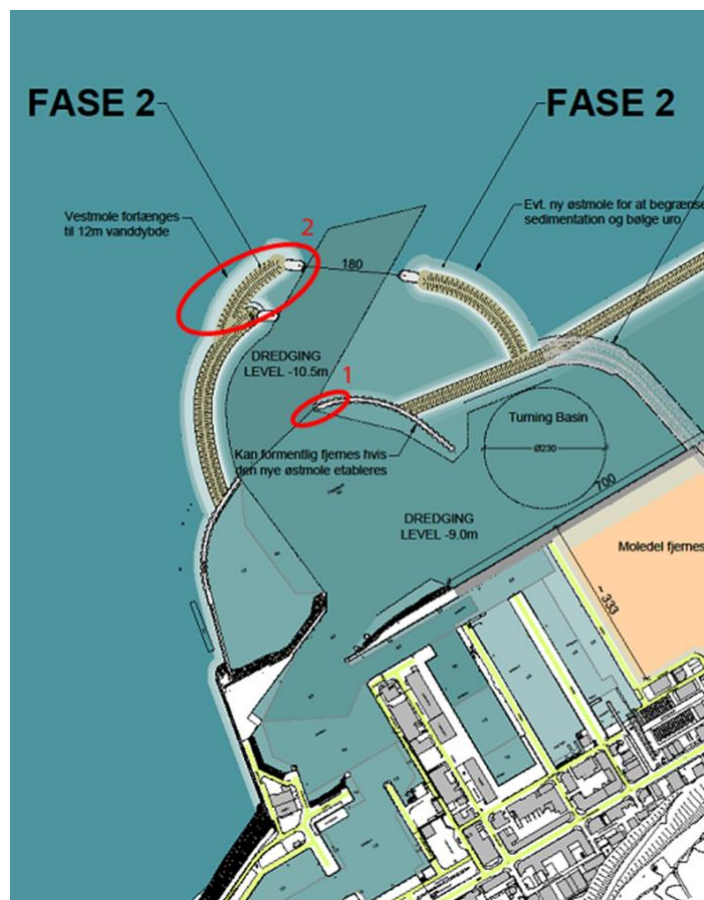 FASE 2
FASE 2
Vestmole forlænges
til 12m vanddybde
2
Evt. ny østmole for at begrænse
sedimentation og bølge uro
180
DREDGING
LEVEL -10.5m
1
Turning Basin
Ø230
Kan formentlig fjernes hvis
den nye østmole etableres
700
DREDGING
LEVEL -9.0m
Moledel fjernes
~ 333